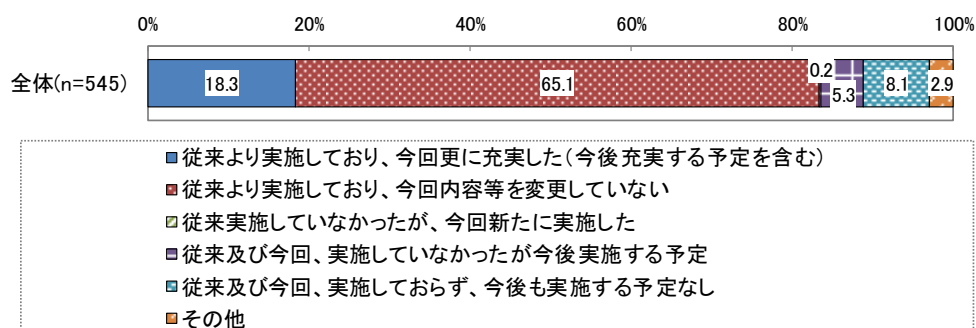 0% 20% 40% 60% 80% 100%
全体(n=545) 18.3 65.1 0.2 5.3 8.1 2.9
従来より実施しており、今回更に充実した（今後充実する予定を含む）
従来より実施しており、今回内容等を変更していない
従来実施していなかったが、今回新たに実施した
従来及び今回、実施していなかったが今後実施する予定
従来及び今回、実施しておらず、今後も実施する予定なし
その他